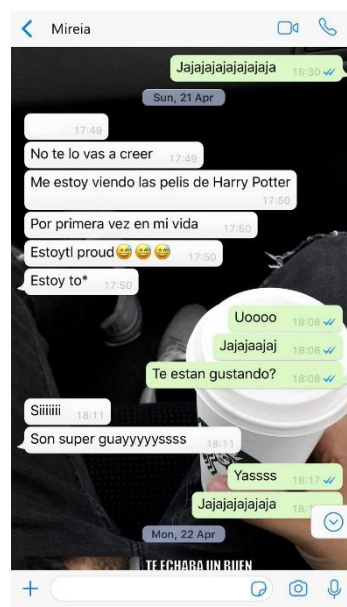 Mireia
Jajajajajajajajaja 15:30
Sun, 21 Apr
17:49
No te lo vas a creer 17:49
Me estoy viendo las pelis de Harry Potter
17:50
Por primera vez en mi vida 17:50
Estoytl proud😅😅😅 17:50
Estoy to* 17:50
Uoooo 18:08
Jajajaajaj 18:08
Te estan gustando? 18:08
Siiiiiii 18:11
Son super guayyyyyssss 18:11
Yassss 18:17
Jajajajajajaja
Mon, 22 Apr
TE ECHABA UN BUEN